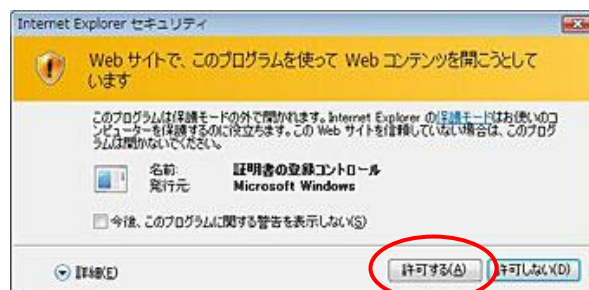 Internet Explorer セキュリティ
Web サイトで、このプログラムを使って Web コンテンツを開こうとして
います
このプログラムは保護モードの外で開かれます。Internet Explorer の保護モードはお使いのコ
ンピューターを保護するのに役立ちます。この Web サイトを信頼していない場合は、このプログ
ラムは開かないでください。
名前: 証明書の登録コントロール
発行元: Microsoft Windows
今後、このプログラムに関する警告を表示しない(S)
詳細(E) 許可する(A) 許可しない(D)